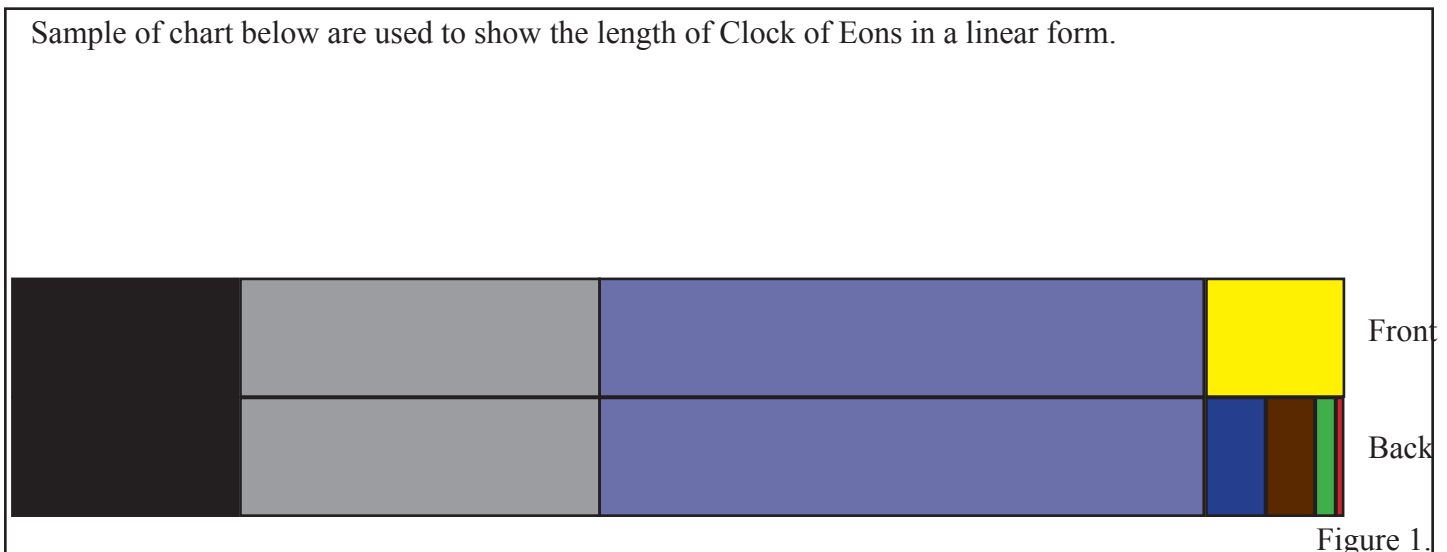 Sample of chart below are used to show the length of Clock of Eons in a linear form.
Front
Back
Figure 1.